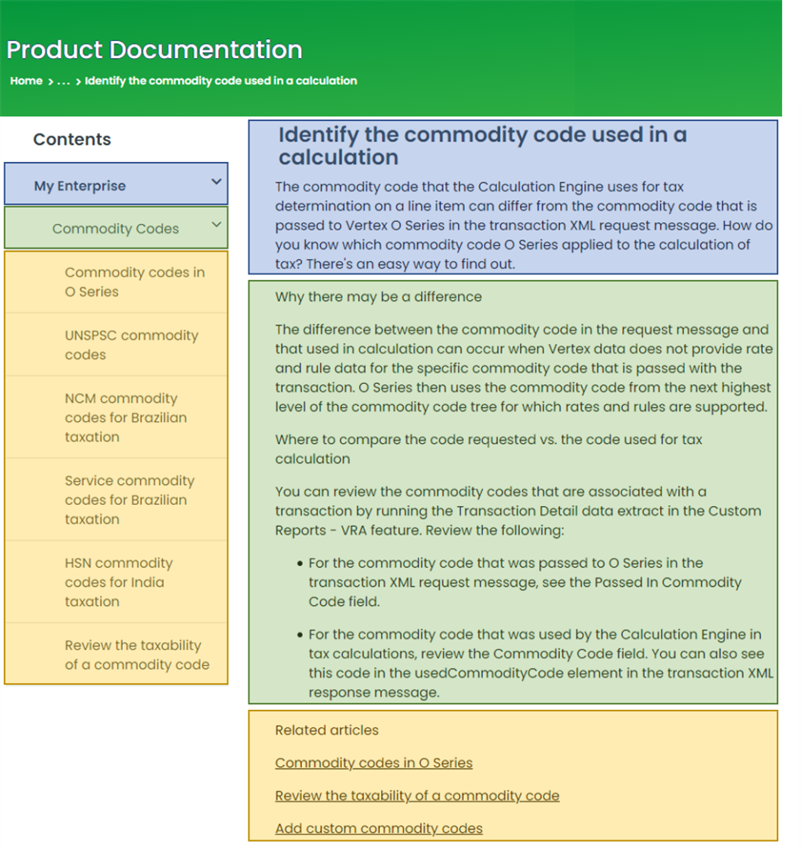 Product Documentation
Home > ... > Identify the commodity code used in a calculation
Contents
My Enterprise
Commodity Codes
Commodity codes in
O Series
UNSPSC commodity
codes
NCM commodity
codes for Brazilian
taxation
Service commodity
codes for Brazilian
taxation
HSN commodity
codes for India
taxation
Review the taxability
of a commodity code
Identify the commodity code used in a
calculation
The commodity code that the Calculation Engine uses for tax
determination on a line item can differ from the commodity code that is
passed to Vertex O Series in the transaction XML request message. How do
you know which commodity code O Series applied to the calculation of
tax? There's an easy way to find out.
Why there may be a difference
The difference between the commodity code in the request message and
that used in calculation can occur when Vertex data does not provide rate
and rule data for the specific commodity code that is passed with the
transaction. O Series then uses the commodity code from the next highest
level of the commodity code tree for which rates and rules are supported.
Where to compare the code requested vs. the code used for tax
calculation
You can review the commodity codes that are associated with a
transaction by running the Transaction Detail data extract in the Custom
Reports - VRA feature. Review the following:
• For the commodity code that was passed to O Series in the
transaction XML request message, see the Passed In Commodity
Code field.
• For the commodity code that was used by the Calculation Engine in
tax calculations, review the Commodity Code field. You can also see
this code in the usedCommodityCode element in the transaction XML
response message.
Related articles
Commodity codes in O Series
Review the taxability of a commodity code
Add custom commodity codes